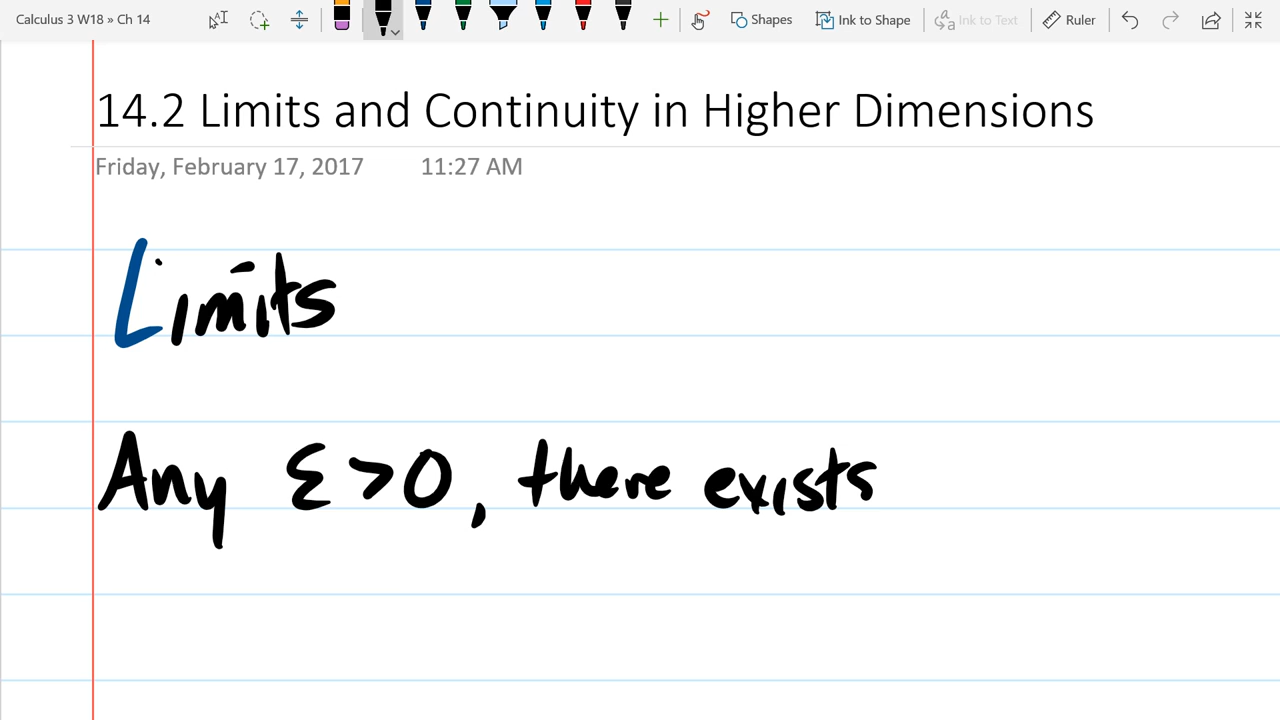 Calculus 3 W18 » Ch 14 Shapes Ink to Shape Ink to Text Ruler
14.2 Limits and Continuity in Higher Dimensions
Friday, February 17, 2017 11:27 AM
Limits
Any ε>0, there exists